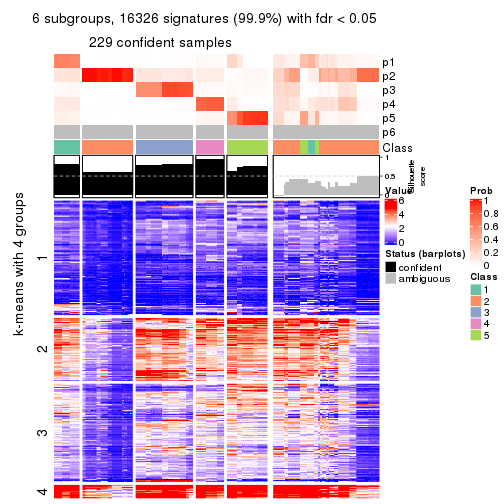 6 subgroups, 16326 signatures (99.9%) with fdr < 0.05
229 confident samples
p1
p2
p3
p4
p5
p6
Class
1
0.5
0
Silhouette
score
k-means with 4 groups
1
2
3
4
Value
6
4
2
0
Status (barplots)
confident
ambiguous
Prob
1
0.8
0.6
0.4
0.2
0
Class
1
2
3
4
5